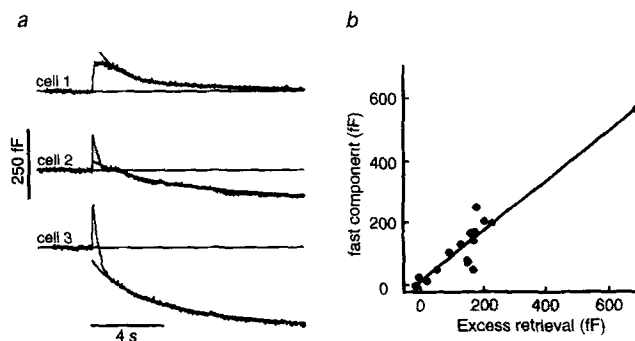 a
cell 1
cell 2
250 fF
cell 3
4 s
b
fast component (fF)
600
400
200
0
0 200 400 600
Excess retrieval (fF)